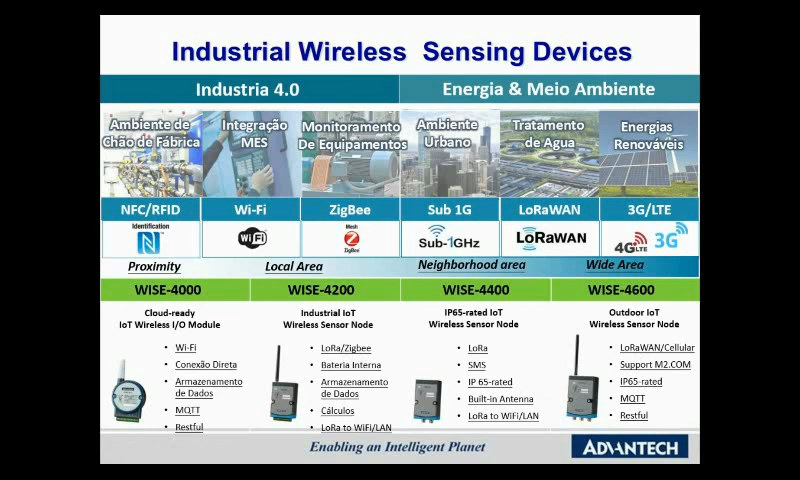 Industrial Wireless Sensing Devices
Industria 4.0
Energia & Meio Ambiente
Ambiente de
Chão de Fábrica
Integração
MES
Monitoramento
De Equipamentos
Ambiente
Urbano
Tratamento
de Agua
Energias
Renováveis
NFC/RFID
Wi-Fi
ZigBee
Sub 1G
LoRaWAN
3G/LTE
Identification
N
Wi Fi
Mesh
ZigBee
Sub-1GHz
LoRaWAN
4G LTE
3G
Proximity
Local Area
Neighborhood area
Wide Area
WISE-4000
WISE-4200
WISE-4400
WISE-4600
Cloud-ready
IoT Wireless I/O Module
• Wi-Fi
• Conexão Direta
• Armazenamento
de Dados
• MQTT
• Restful
Industrial IoT
Wireless Sensor Node
• LoRa/Zigbee
• Bateria Interna
• Armazenamento
de Dados
• Cálculos
• LoRa to WiFI/LAN
IP65-rated IoT
Wireless Sensor Node
• LoRa
• SMS
• IP 65-rated
• Built-in Antenna
• LoRa to WiFI/LAN
Outdoor IoT
Wireless Sensor Node
• LoRaWAN/Cellular
• Support M2.COM
• IP65-rated
• MQTT
• Restful
Enabling an Intelligent Planet
ADVANTECH